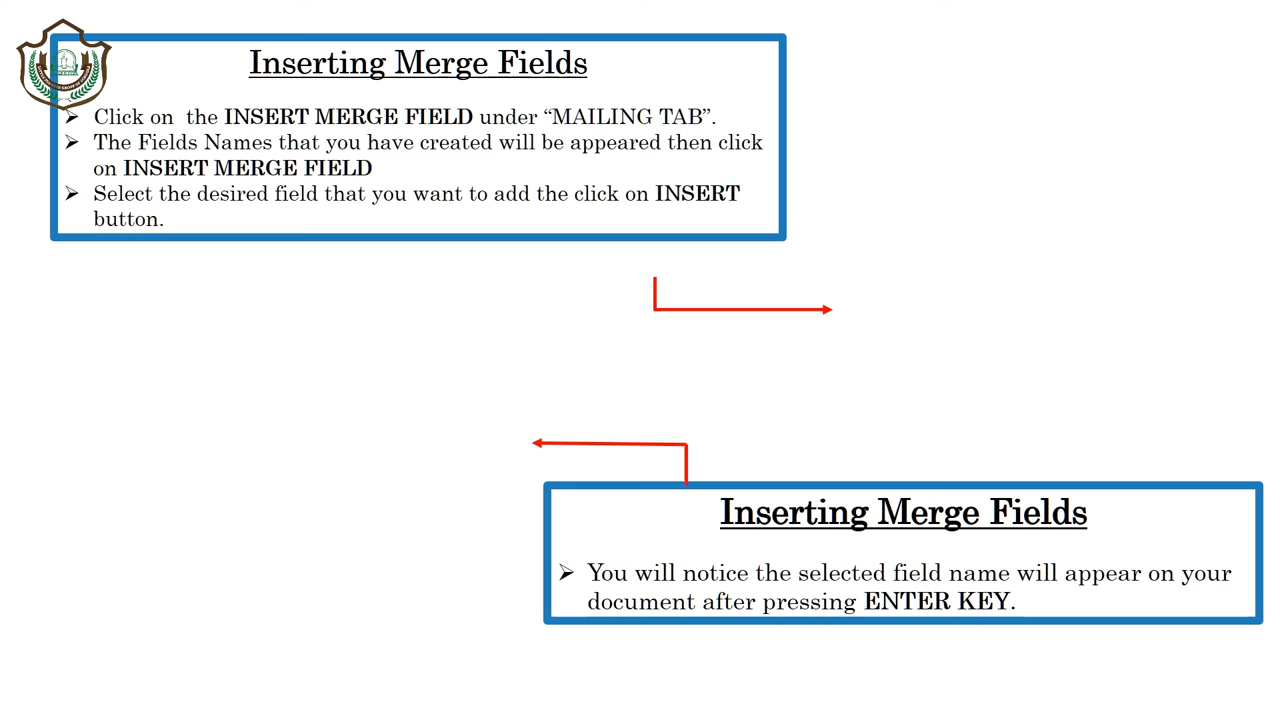 Inserting Merge Fields
➢ Click on the INSERT MERGE FIELD under “MAILING TAB”.
➢ The Fields Names that you have created will be appeared then click
on INSERT MERGE FIELD
➢ Select the desired field that you want to add the click on INSERT
button.
Inserting Merge Fields
➢ You will notice the selected field name will appear on your
document after pressing ENTER KEY.